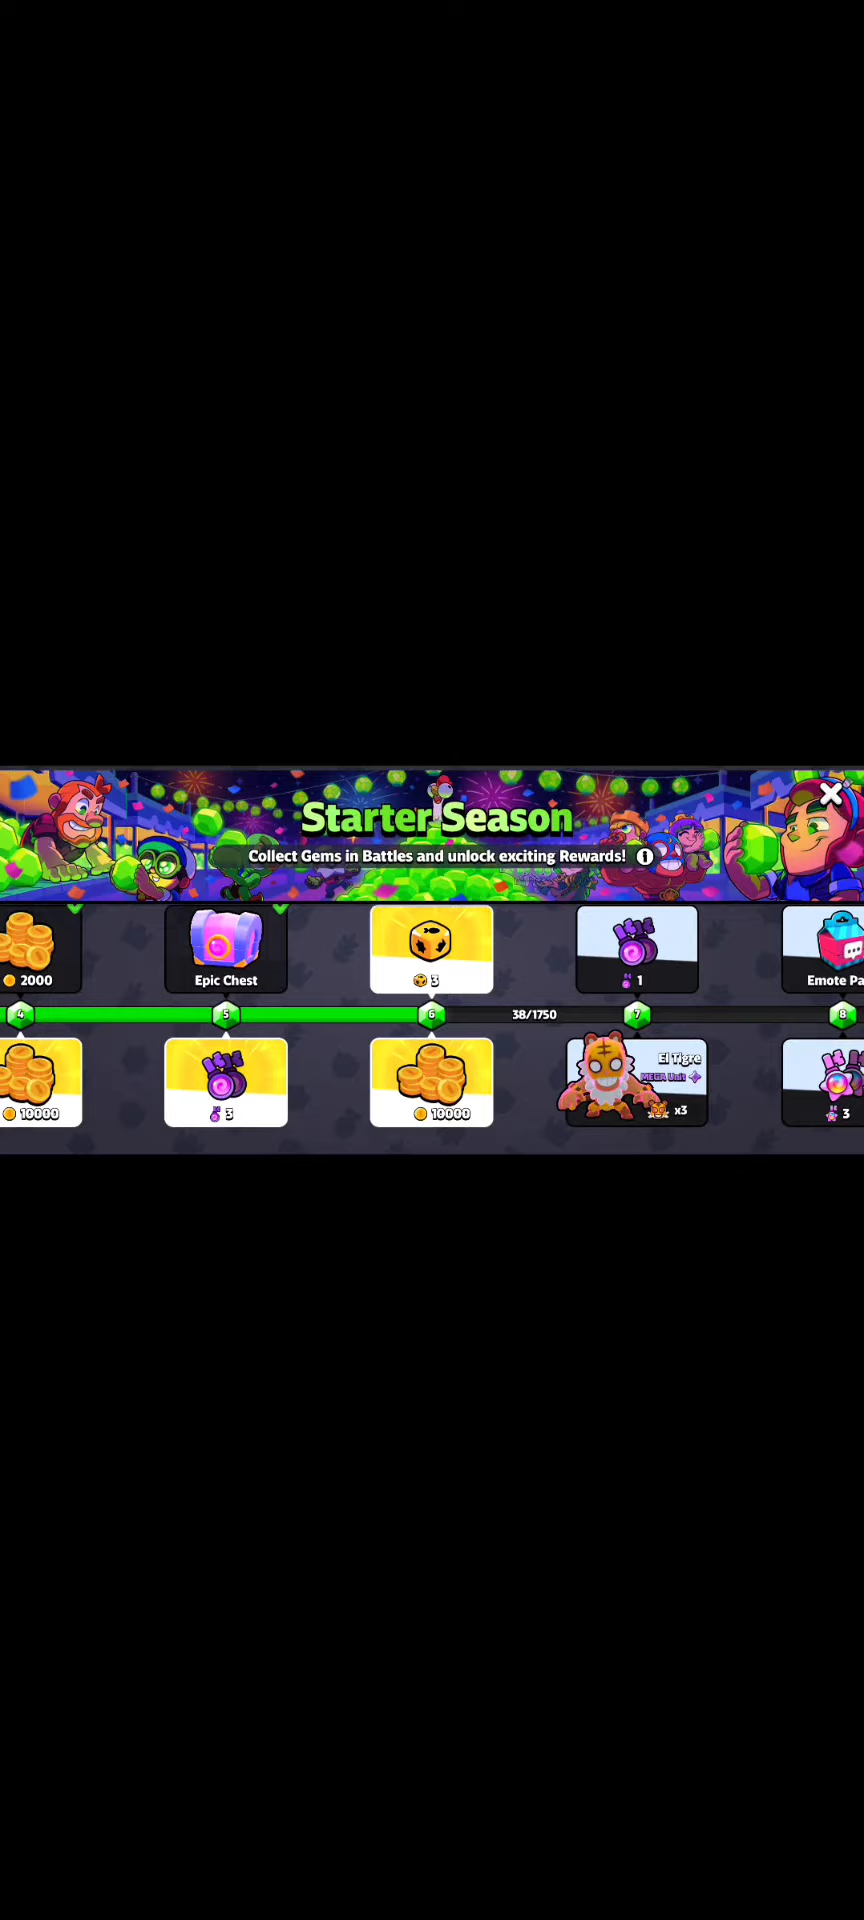 Starter Season
Collect Gems in Battles and unlock exciting Rewards! i
2000
Epic Chest
3
1
Emote Pa
4
5
6
38/1750
7
8
10000
3
10000
El Tigre
MEGA Unit
x3
3